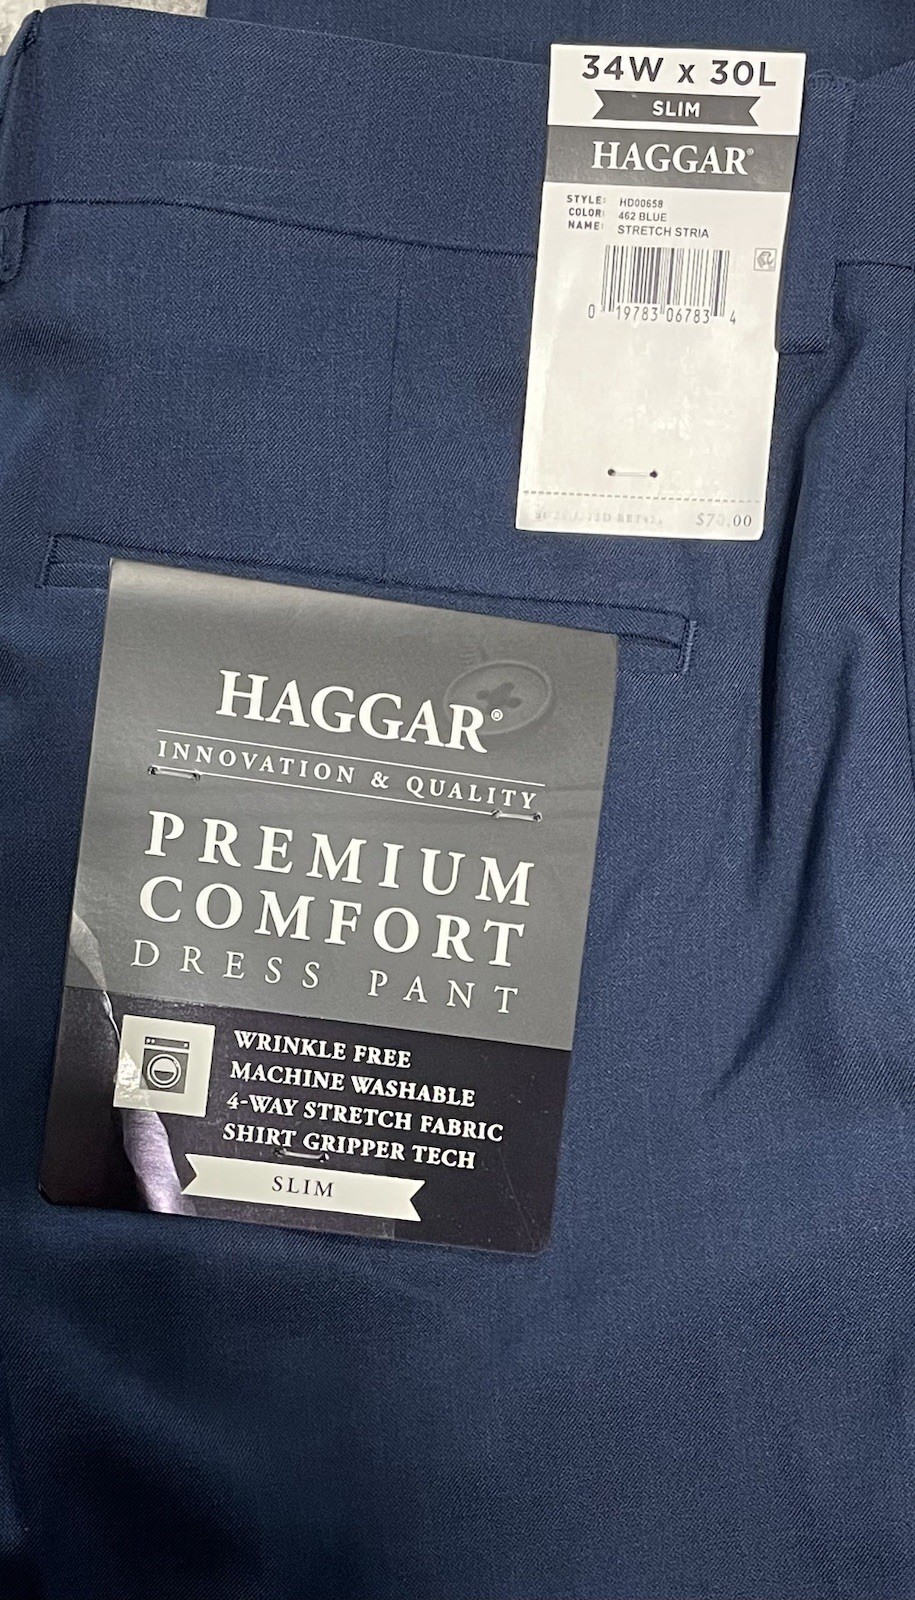 34W x 30L
SLIM
HAGGAR®
STYLE: HD00658
COLOR: 462 BLUE
NAME: STRETCH STRIA
0 19783 06783 4
$70.00
HAGGAR®
INNOVATION & QUALITY
PREMIUM
COMFORT
DRESS PANT
WRINKLE FREE
MACHINE WASHABLE
4-WAY STRETCH FABRIC
SHIRT GRIPPER TECH
SLIM